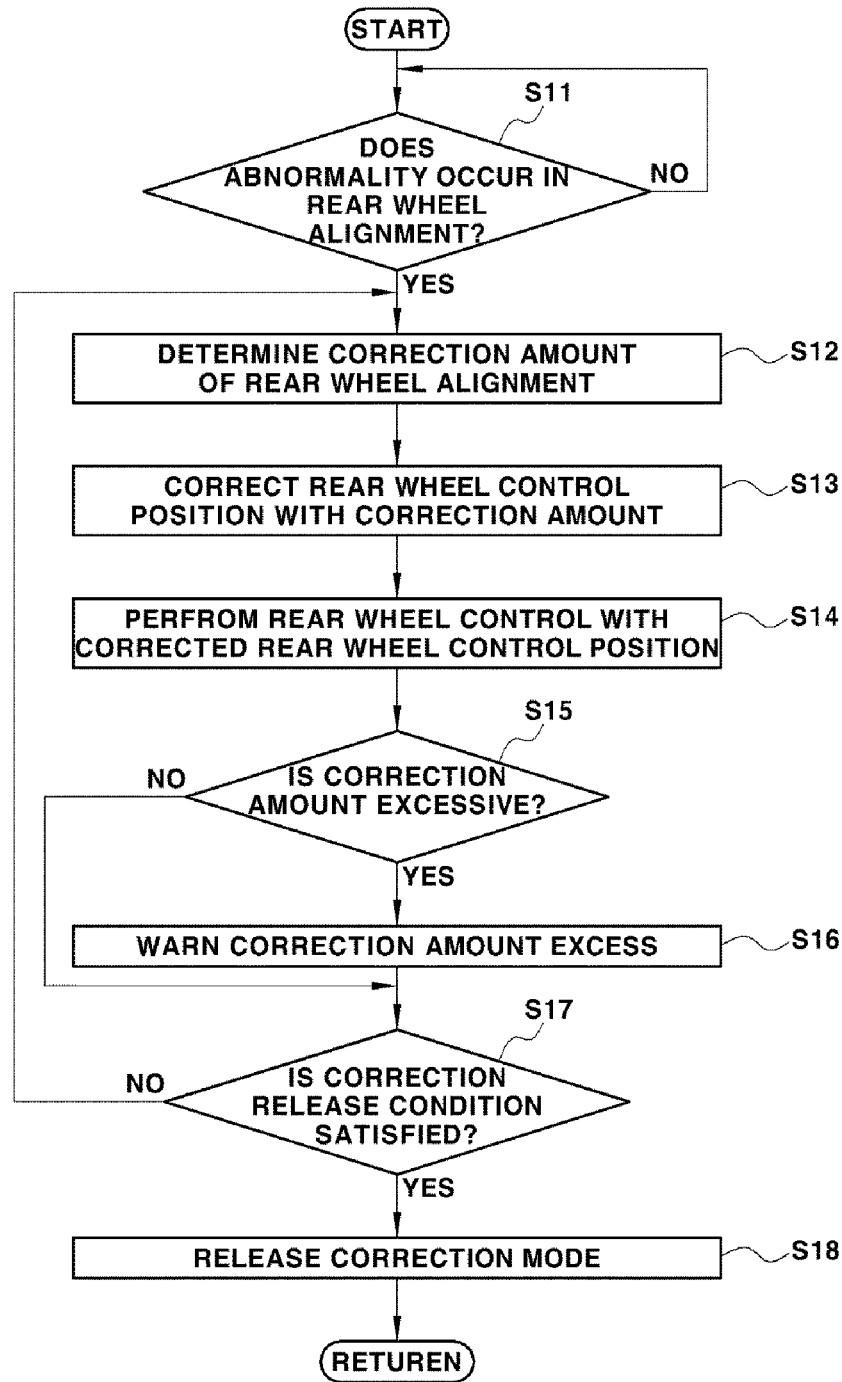 START
S11
DOES
ABNORMALITY OCCUR IN
REAR WHEEL
ALIGNMENT?
NO
YES
DETERMINE CORRECTION AMOUNT
OF REAR WHEEL ALIGNMENT
S12
CORRECT REAR WHEEL CONTROL
POSITION WITH CORRECTION AMOUNT
S13
PERFROM REAR WHEEL CONTROL WITH
CORRECTED REAR WHEEL CONTROL POSITION
S14
S15
NO
IS CORRECTION
AMOUNT EXCESSIVE?
YES
WARN CORRECTION AMOUNT EXCESS
S16
S17
NO
IS CORRECTION
RELEASE CONDITION
SATISFIED?
YES
RELEASE CORRECTION MODE
S18
RETUREN